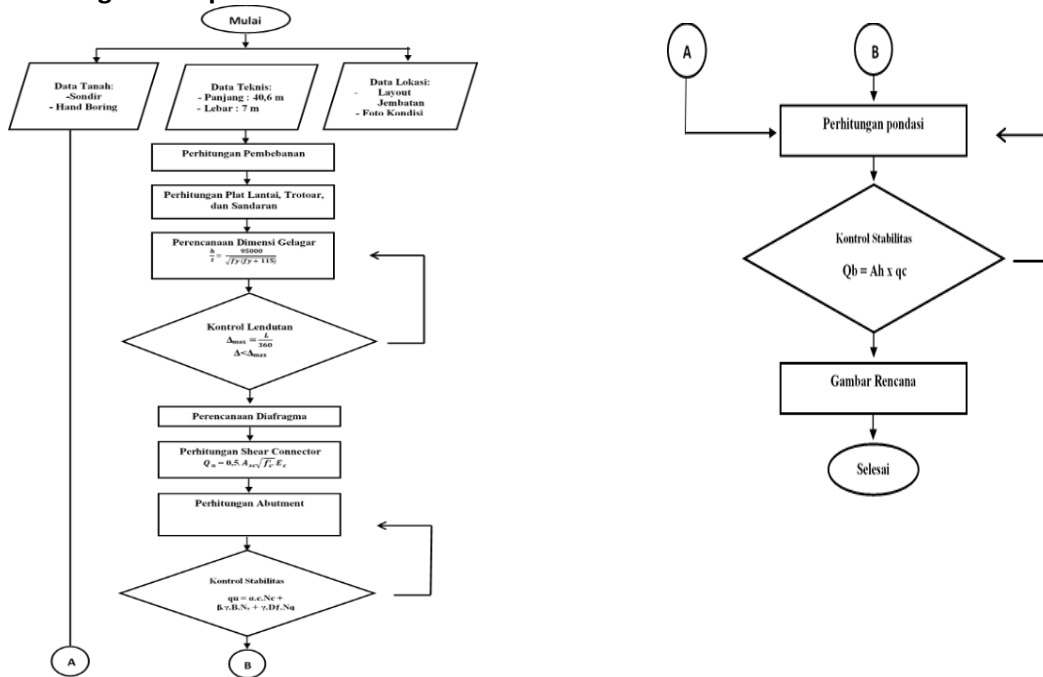 Mulai
Data Tanah:
-Sondir
- Hand Boring
Data Teknis:
- Panjang : 40,6 m
- Lebar : 7 m
Data Lokasi:
- Layout
Jembatan
- Foto Kondisi
Perhitungan Pembebanan
Perhitungan Plat Lantai, Trotoar,
dan Sandaran
Perencanaan Dimensi Gelagar
h/t = 95000/√fy(fy + 115)
Kontrol Lendutan
Δmax = L/360
Δ<Δmax
Perencanaan Diafragma
Perhitungan Shear Connector
Qn = 0,5. Asc√f'c Ec
Perhitungan Abutment
Kontrol Stabilitas
qu = α.c.Nc +
β.γ.B.Nγ + γ.Df.Nq
A
B
A
B
Perhitungan pondasi
Kontrol Stabilitas
Qb = Ah x qc
Gambar Rencana
Selesai